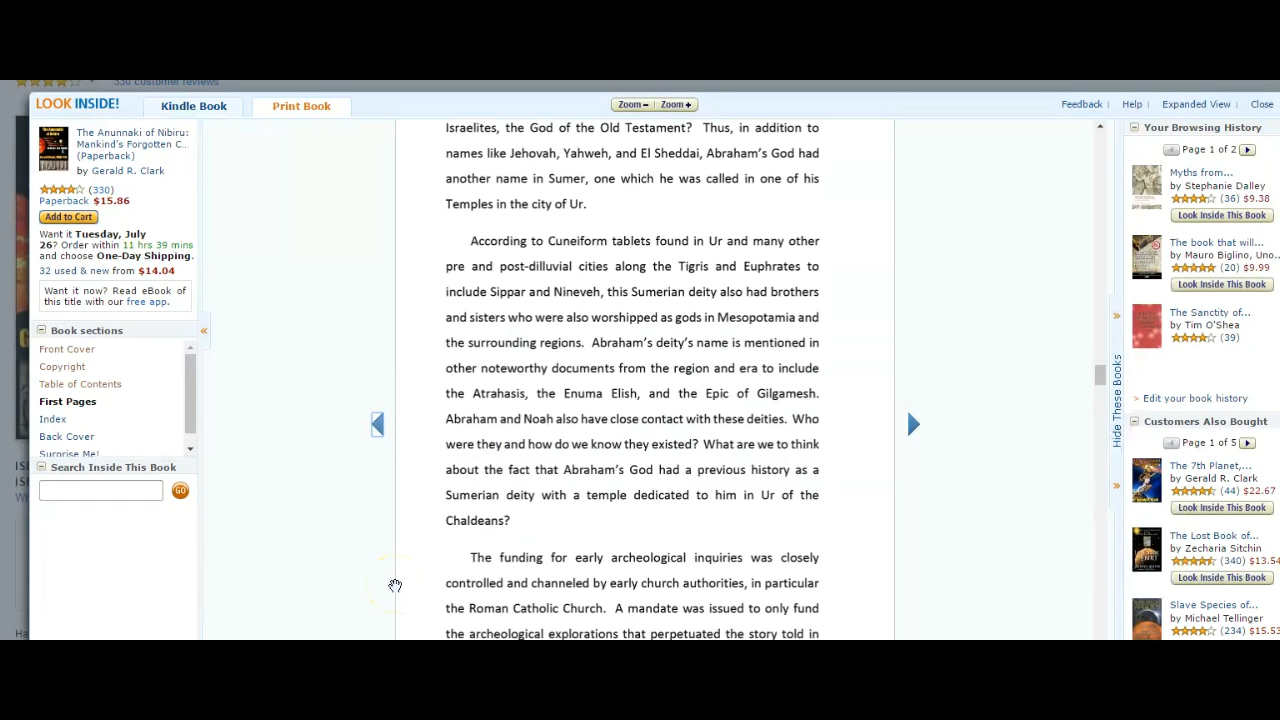 330 customer reviews
LOOK INSIDE!
Kindle Book
Print Book
Zoom −
Zoom +
Feedback |
Help |
Expanded View |
Close
The Anunnaki of Nibiru:
Mankind's Forgotten C...
(Paperback)
by Gerald R. Clark
(330)
Paperback $15.86
Add to Cart
Want it Tuesday, July
26? Order within 11 hrs 39 mins
and choose One-Day Shipping.
32 used & new from $14.04
Want it now? Read eBook of
this title with our free app.
Book sections
Front Cover
Copyright
Table of Contents
First Pages
Index
Back Cover
Surprise Me!
Search Inside This Book
GO
Israelites, the God of the Old Testament? Thus, in addition to
names like Jehovah, Yahweh, and El Sheddai, Abraham's God had
another name in Sumer, one which he was called in one of his
Temples in the city of Ur.
According to Cuneiform tablets found in Ur and many other
pre and post-dilluvial cities along the Tigris and Euphrates to
include Sippar and Nineveh, this Sumerian deity also had brothers
and sisters who were also worshipped as gods in Mesopotamia and
the surrounding regions. Abraham's deity's name is mentioned in
other noteworthy documents from the region and era to include
the Atrahasis, the Enuma Elish, and the Epic of Gilgamesh.
Abraham and Noah also have close contact with these deities. Who
were they and how do we know they existed? What are we to think
about the fact that Abraham's God had a previous history as a
Sumerian deity with a temple dedicated to him in Ur of the
Chaldeans?
The funding for early archeological inquiries was closely
controlled and channeled by early church authorities, in particular
the Roman Catholic Church. A mandate was issued to only fund
the archeological explorations that perpetuated the story told in
Hide These Books
Your Browsing History
Page 1 of 2
Myths from...
by Stephanie Dalley
(36) $9.38
Look Inside This Book
The book that will...
by Mauro Biglino, Uno...
(20) $9.99
Look Inside This Book
The Sanctity of...
by Tim O'Shea
(39)
> Edit your book history
Customers Also Bought
Page 1 of 5
The 7th Planet,...
by Gerald R. Clark
(44) $22.67
Look Inside This Book
The Lost Book of...
by Zecharia Sitchin
(340) $13.54
Look Inside This Book
Slave Species of...
by Michael Tellinger
(234) $15.53